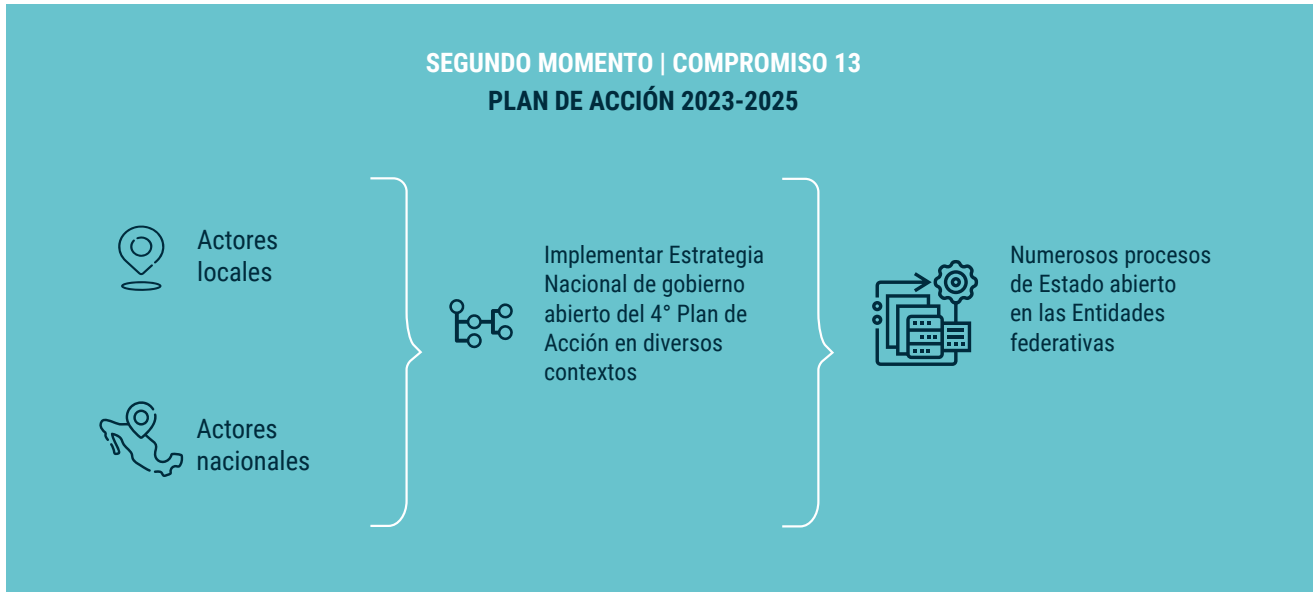 SEGUNDO MOMENTO | COMPROMISO 13
PLAN DE ACCIÓN 2023-2025
Actores
locales
Actores
nacionales
Implementar Estrategia
Nacional de gobierno
abierto del 4° Plan de
Acción en diversos
contextos
Numerosos procesos
de Estado abierto
en las Entidades
federativas